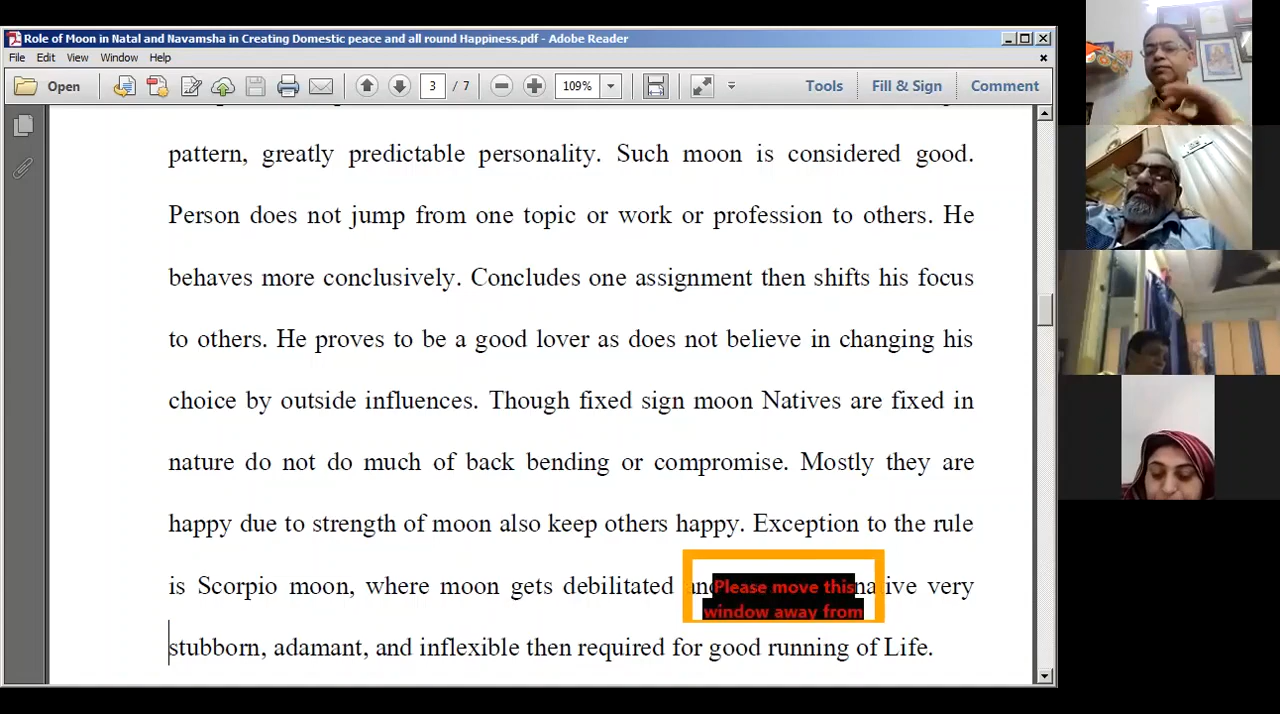 Role of Moon in Natal and Navamsha in Creating Domestic peace and all round Happiness.pdf - Adobe Reader
File Edit View Window Help
Open 3 / 7 109% Tools Fill & Sign Comment
pattern, greatly predictable personality. Such moon is considered good.
Person does not jump from one topic or work or profession to others. He
behaves more conclusively. Concludes one assignment then shifts his focus
to others. He proves to be a good lover as does not believe in changing his
choice by outside influences. Though fixed sign moon Natives are fixed in
nature do not do much of back bending or compromise. Mostly they are
happy due to strength of moon also keep others happy. Exception to the rule
is Scorpio moon, where moon gets debilitated and native very
Please move this
window away from
stubborn, adamant, and inflexible then required for good running of Life.